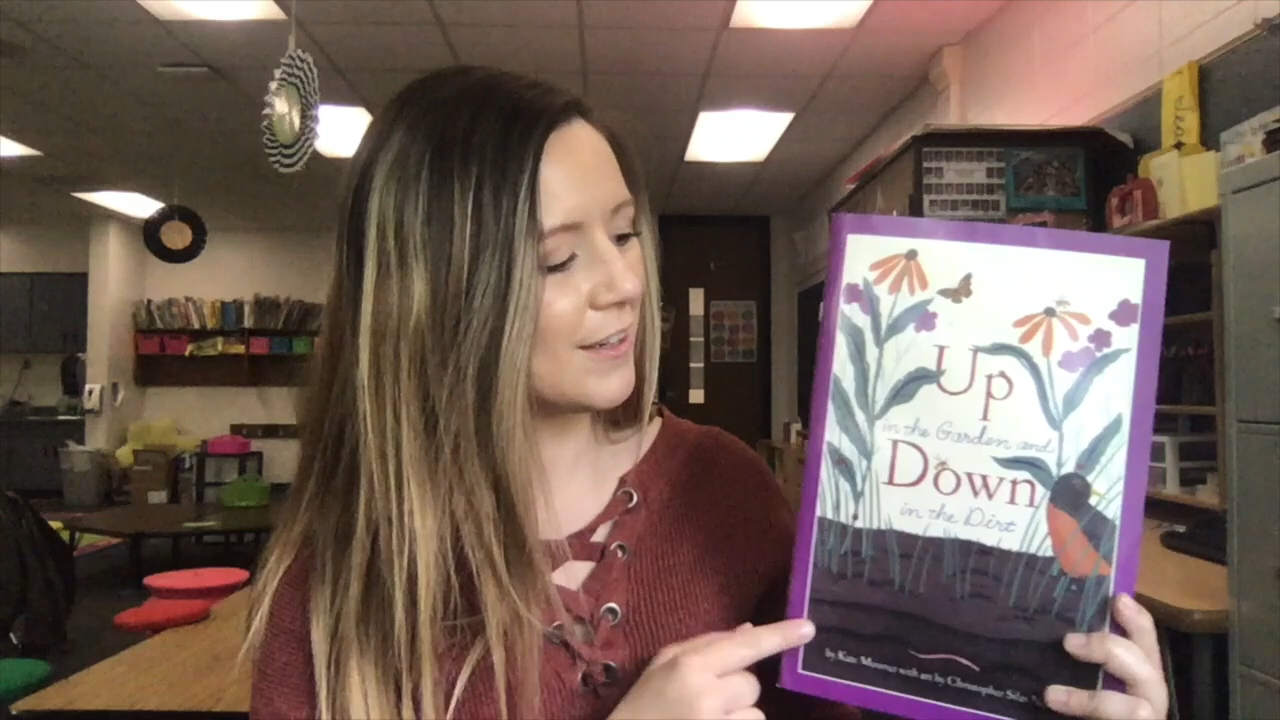 Up
in the Garden and
Down
in the Dirt
by Kate Messner with art by Christopher Silas